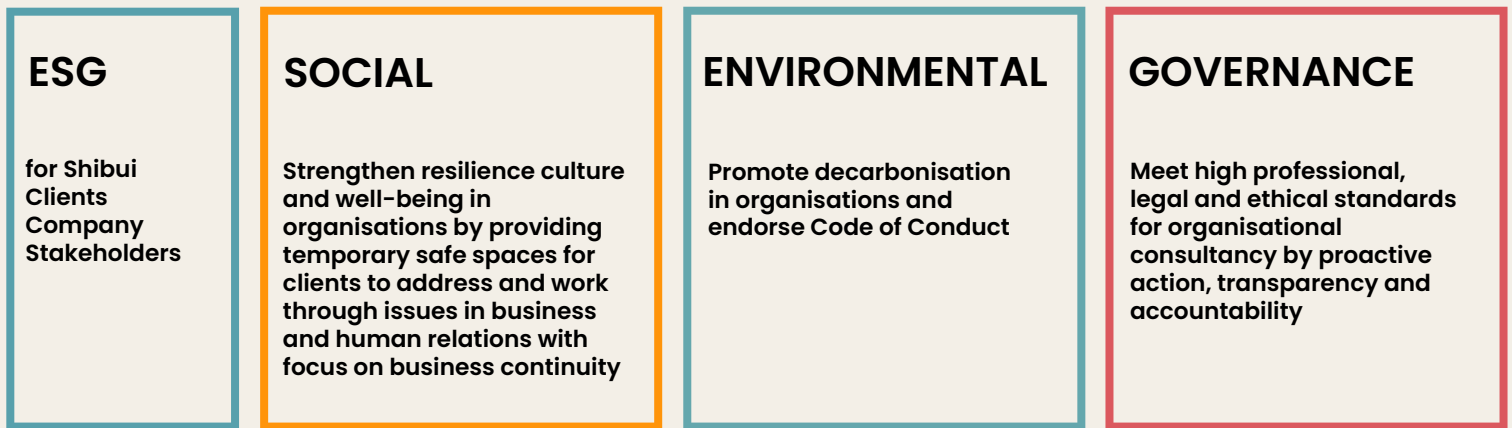 ESG
for Shibui
Clients
Company
Stakeholders
SOCIAL
Strengthen resilience culture
and well-being in
organisations by providing
temporary safe spaces for
clients to address and work
through issues in business
and human relations with
focus on business continuity
ENVIRONMENTAL
Promote decarbonisation
in organisations and
endorse Code of Conduct
GOVERNANCE
Meet high professional,
legal and ethical standards
for organisational
consultancy by proactive
action, transparency and
accountability